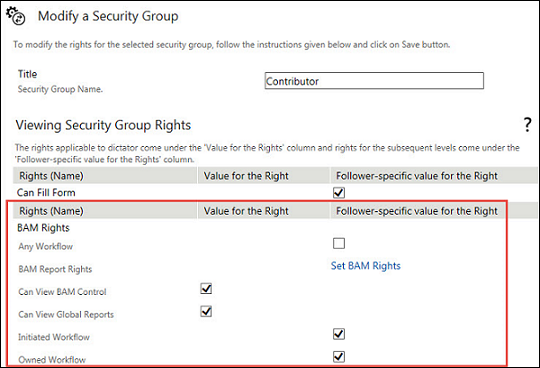 Modify a Security Group
To modify the rights for the selected security group, follow the instructions given below and click on Save button.
Title
Contributor
Security Group Name.
Viewing Security Group Rights
?
The rights applicable to dictator come under the 'Value for the Rights' column and rights for the subsequent levels come under the
'Follower-specific value for the Rights' column.
Rights (Name) Value for the Right Follower-specific value for the Right
Can Fill Form
Rights (Name) Value for the Right Follower-specific value for the Right
BAM Rights
Any Workflow
BAM Report Rights Set BAM Rights
Can View BAM Control
Can View Global Reports
Initiated Workflow
Owned Workflow